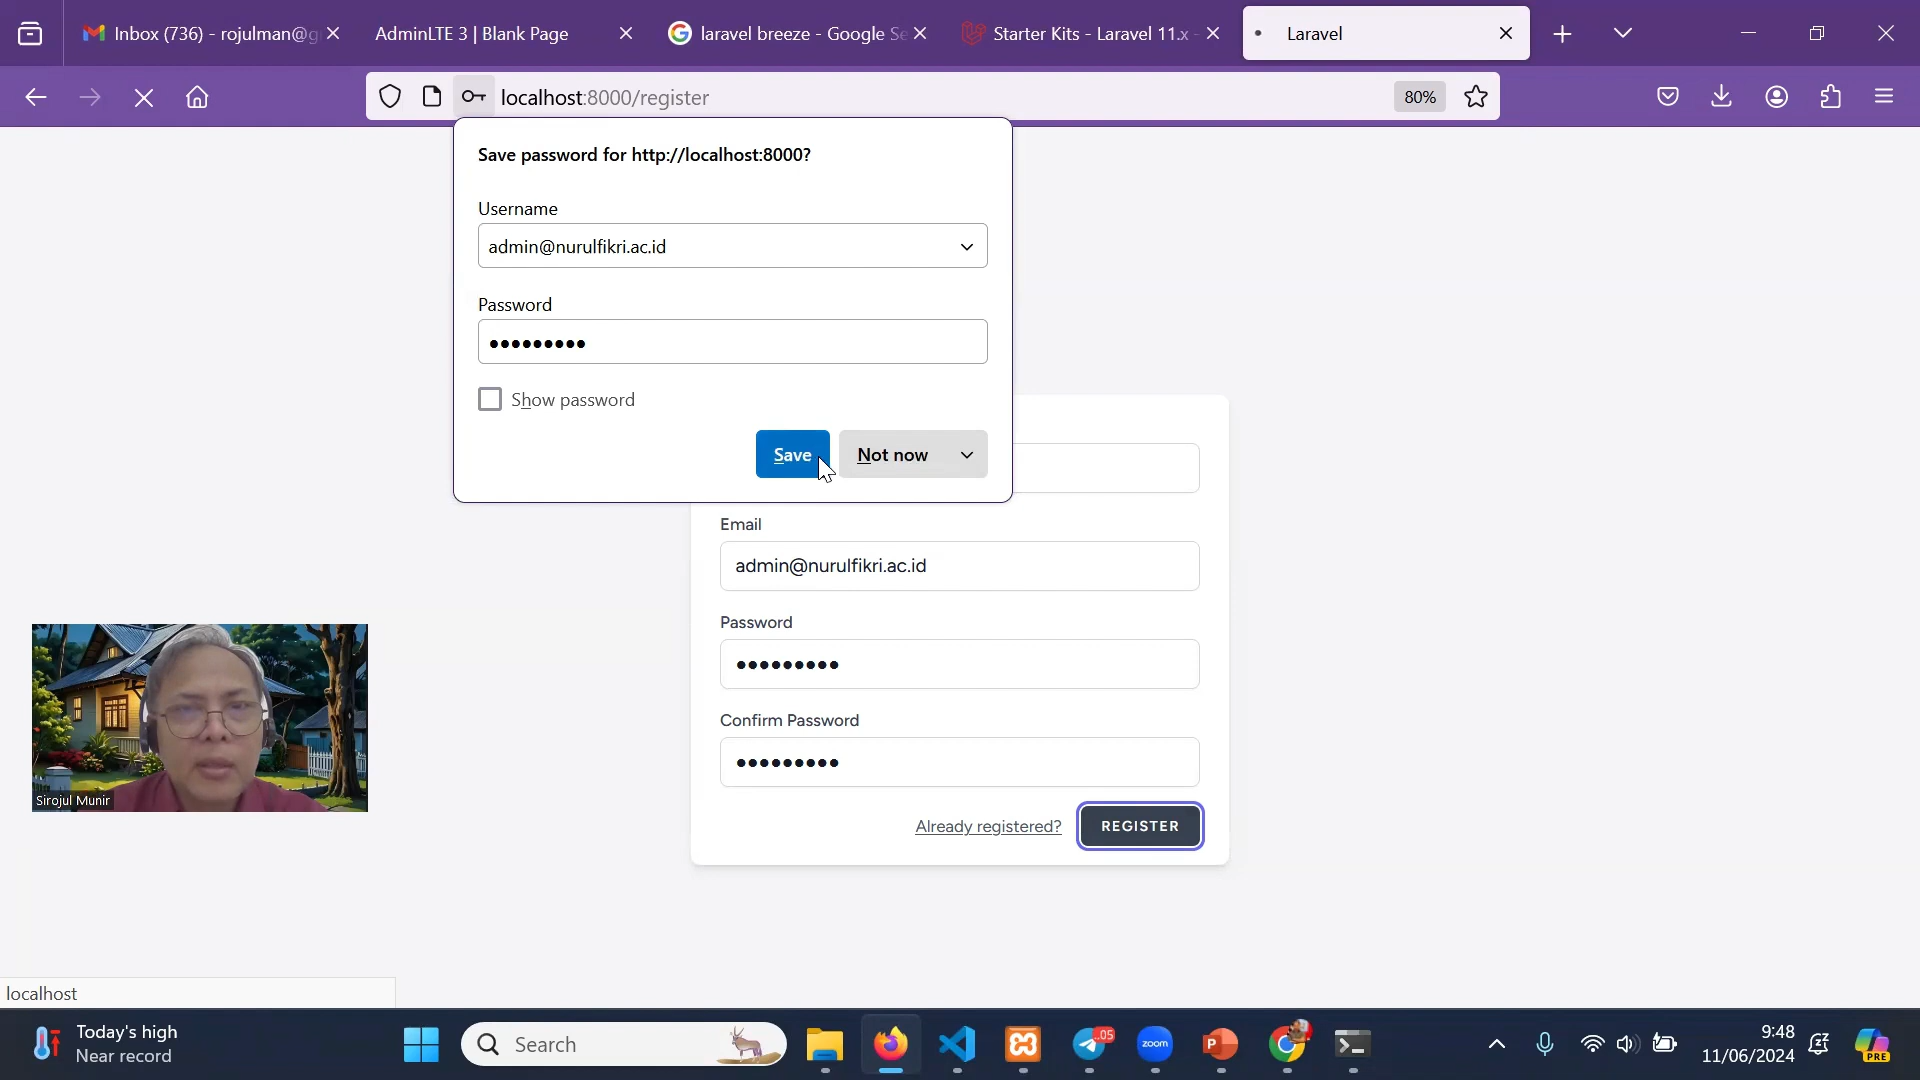 Inbox (736) - rojulman@g
AdminLTE 3 | Blank Page
laravel breeze - Google Se
Starter Kits - Laravel 11.x -
Laravel
localhost:8000/register
80%
Save password for http://localhost:8000?
Username
admin@nurulfikri.ac.id
Password
Show password
Save
Not now
Email
admin@nurulfikri.ac.id
Password
Confirm Password
Already registered?
REGISTER
Sirojul Munir
localhost
Today's high
Near record
Search
.05
zoom
9:48
11/06/2024
PRE